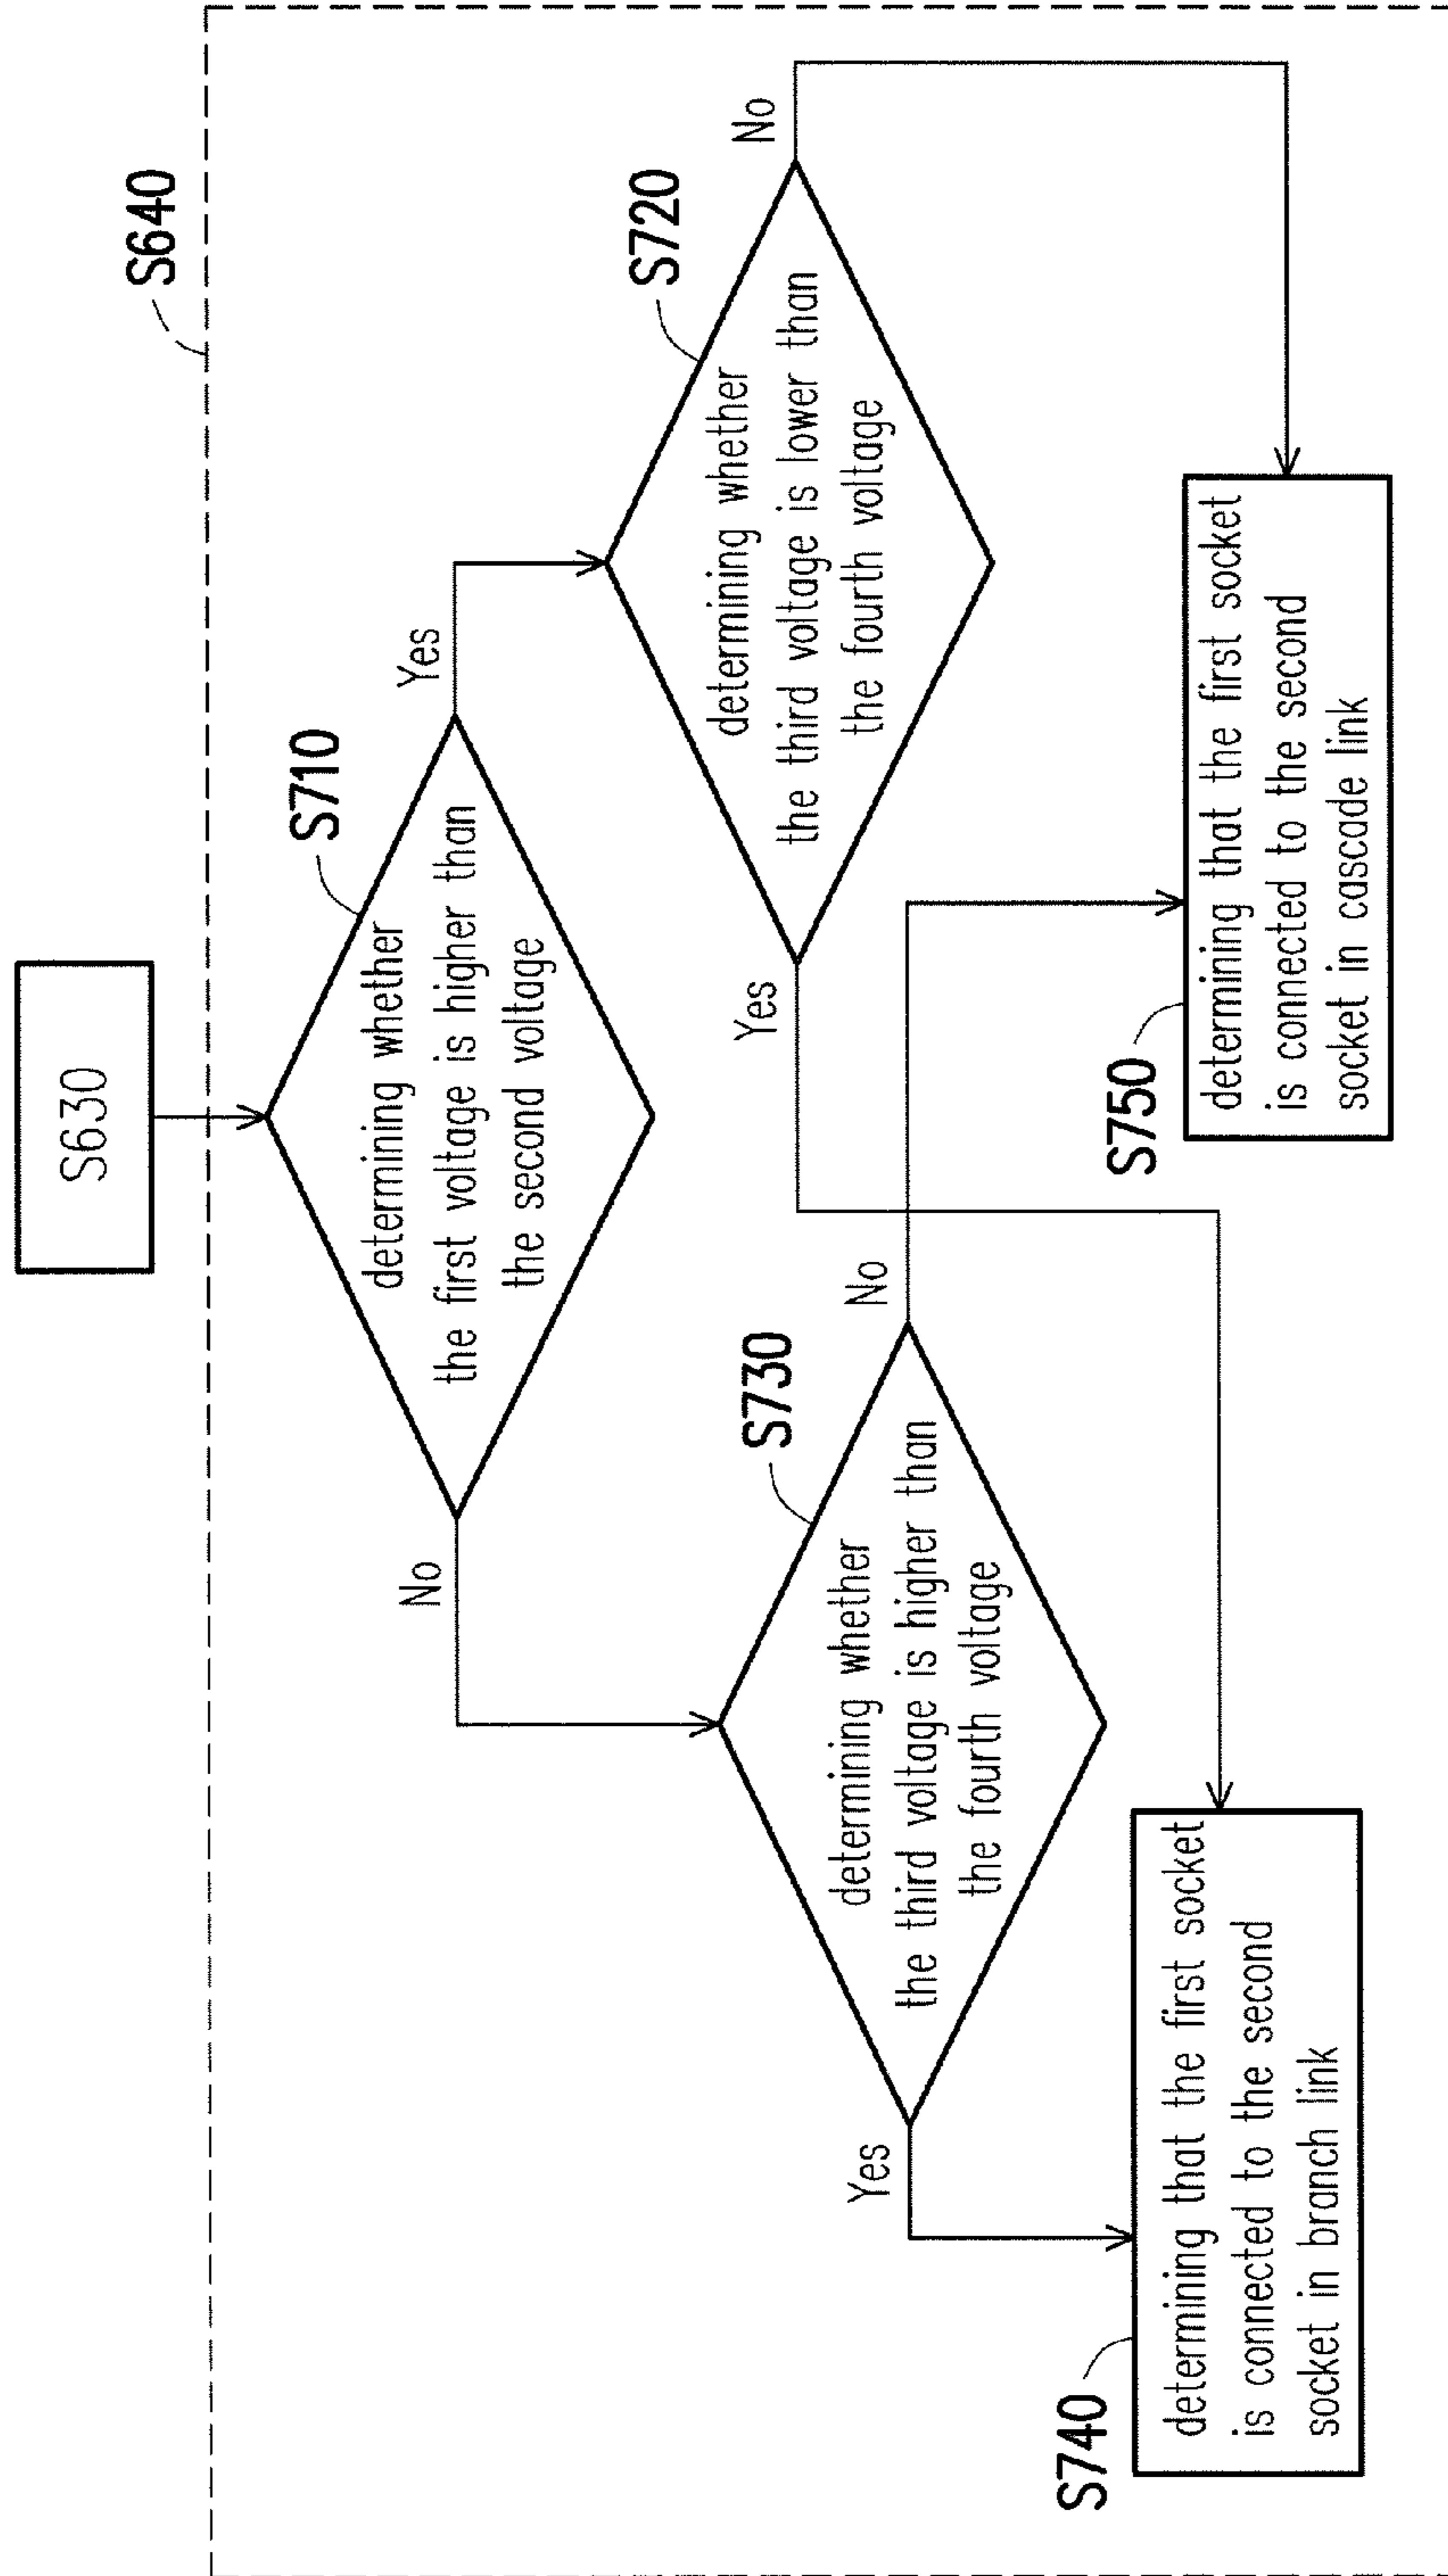 S630
S640
S710
determining whether
the first voltage is higher than
the second voltage
No
Yes
S720
determining whether
the third voltage is lower than
the fourth voltage
Yes
No
S730
determining whether
the third voltage is higher than
the fourth voltage
Yes
No
S740
determining that the first socket
is connected to the second
socket in branch link
S750
determining that the first socket
is connected to the second
socket in cascade link